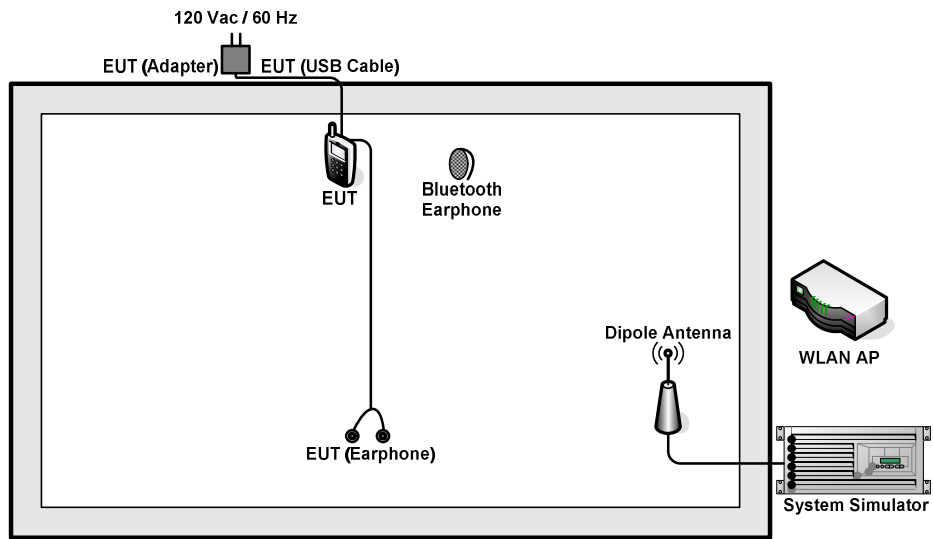 120 Vac / 60 Hz
EUT (Adapter)
EUT (USB Cable)
EUT
Bluetooth
Earphone
Dipole Antenna
WLAN AP
EUT (Earphone)
System Simulator